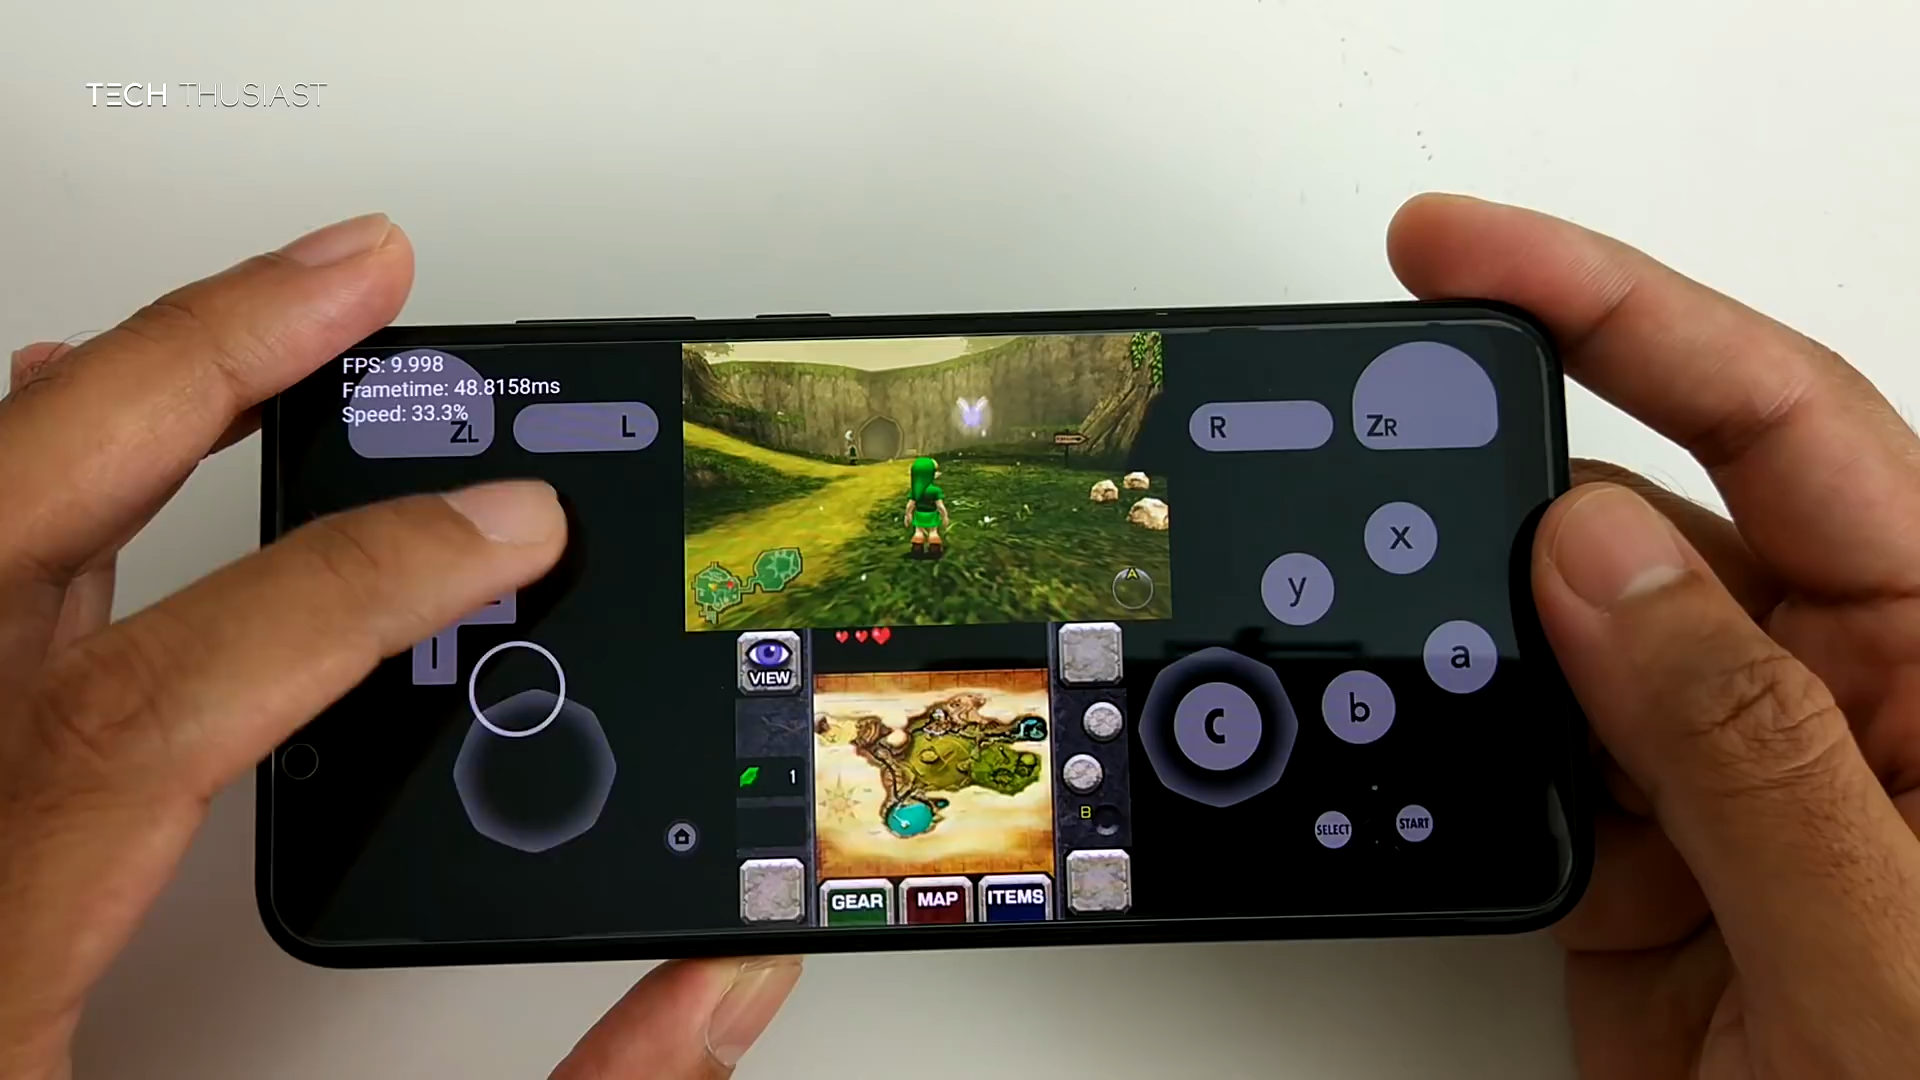 TECH THUSIAST
FPS: 9.998
Frametime: 48.8158ms
Speed: 33.3%
ZL
L
R
ZR
A
x
y
a
b
C
VIEW
1
B
SELECT
START
GEAR
MAP
ITEMS